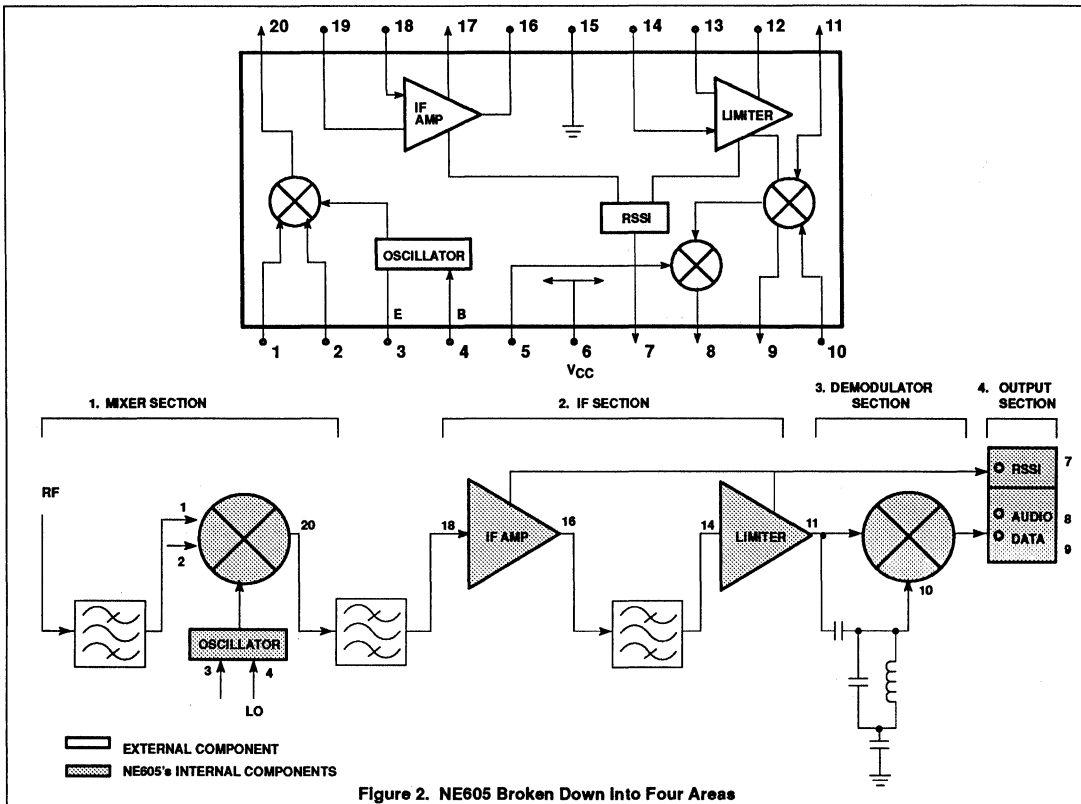 20 19 18 17 16 15 14 13 12 11
IF
AMP
LIMITER
RSSI
OSCILLATOR
E B
1 2 3 4 5 6 7 8 9 10
VCC
1. MIXER SECTION
2. IF SECTION
3. DEMODULATOR
SECTION
4. OUTPUT
SECTION
RF
1
2
20
18
IF AMP
16
14
LIMITER
11
10
RSSI 7
AUDIO 8
DATA 9
OSCILLATOR
3 4
LO
EXTERNAL COMPONENT
NE605's INTERNAL COMPONENTS
Figure 2. NE605 Broken Down into Four Areas